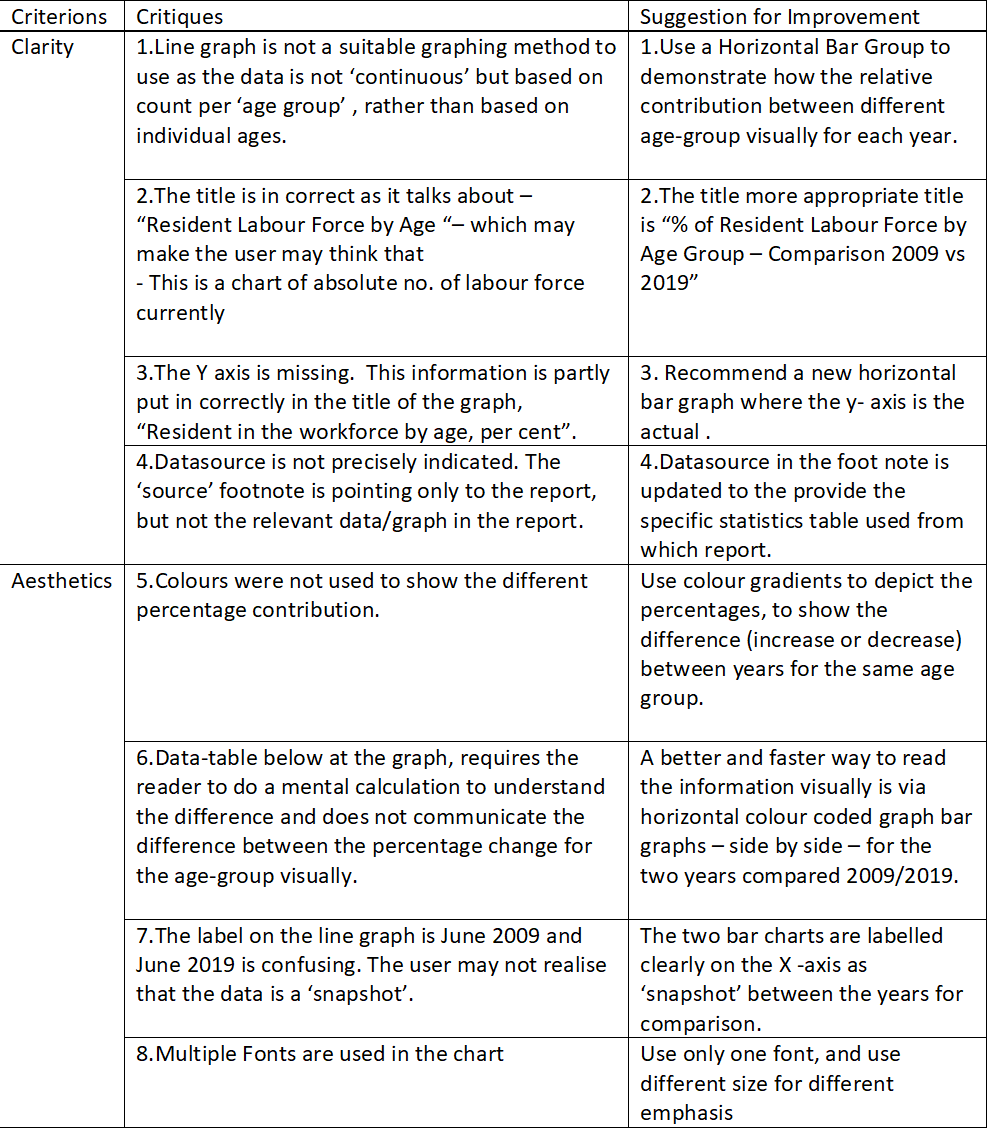 Criterions Critiques Suggestion for Improvement
Clarity
1.Line graph is not a suitable graphing method to
use as the data is not ‘continuous’ but based on
count per ‘age group’ , rather than based on
individual ages.
1.Use a Horizontal Bar Group to
demonstrate how the relative
contribution between different
age-group visually for each year.
2.The title is in correct as it talks about –
“Resident Labour Force by Age “– which may
make the user may think that
- This is a chart of absolute no. of labour force
currently
2.The title more appropriate title
is “% of Resident Labour Force by
Age Group – Comparison 2009 vs
2019”
3.The Y axis is missing.  This information is partly
put in correctly in the title of the graph,
“Resident in the workforce by age, per cent”.
3. Recommend a new horizontal
bar graph where the y- axis is the
actual .
4.Datasource is not precisely indicated. The
‘source’ footnote is pointing only to the report,
but not the relevant data/graph in the report.
4.Datasource in the foot note is
updated to the provide the
specific statistics table used from
which report.
Aesthetics
5.Colours were not used to show the different
percentage contribution.
Use colour gradients to depict the
percentages, to show the
difference (increase or decrease)
between years for the same age
group.
6.Data-table below at the graph, requires the
reader to do a mental calculation to understand
the difference and does not communicate the
difference between the percentage change for
the age-group visually.
A better and faster way to read
the information visually is via
horizontal colour coded graph bar
graphs – side by side – for the
two years compared 2009/2019.
7.The label on the line graph is June 2009 and
June 2019 is confusing. The user may not realise
that the data is a ‘snapshot’.
The two bar charts are labelled
clearly on the X -axis as
‘snapshot’ between the years for
comparison.
8.Multiple Fonts are used in the chart
Use only one font, and use
different size for different
emphasis